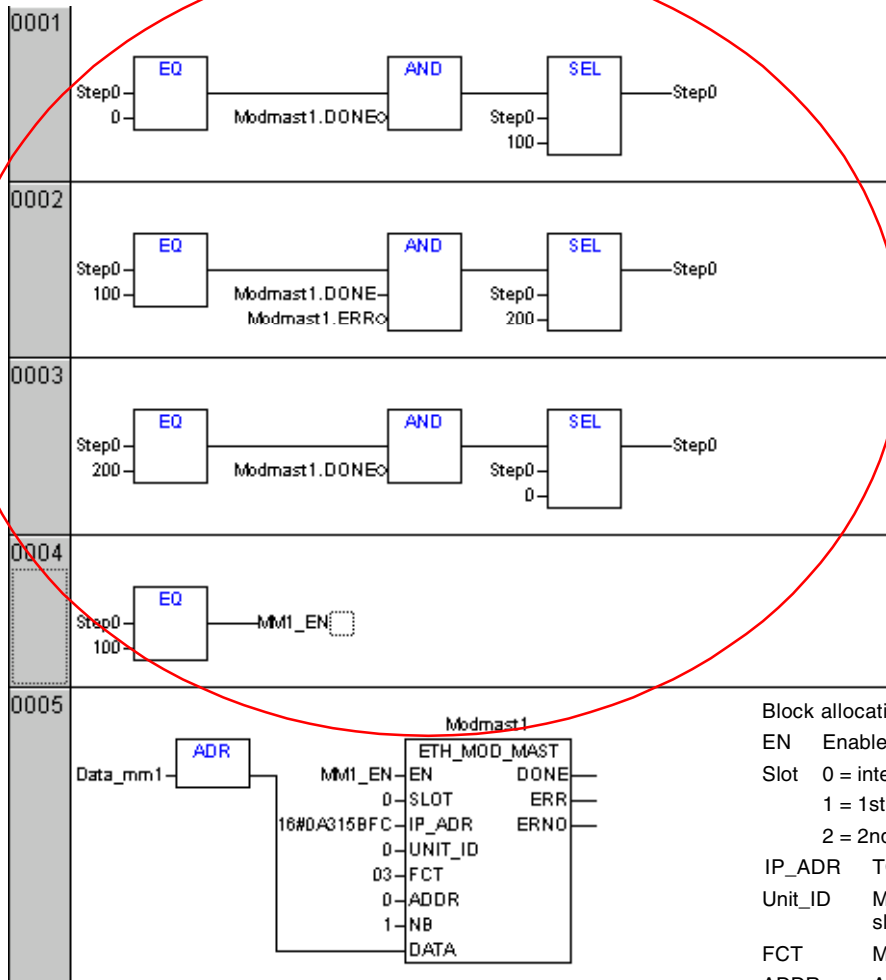 0001
EQ AND SEL
Step0 Step0
0 Modmast1.DONE Step0
100
0002
EQ AND SEL
Step0 Step0
100 Modmast1.DONE Step0
Modmast1.ERR 200
0003
EQ AND SEL
Step0 Step0
200 Modmast1.DONE Step0
0
0004
EQ
Step0 MM1_EN
100
0005
Modmast1
ADR ETH_MOD_MAST
Data_mm1 MM1_EN EN DONE
0 SLOT ERR
16#0A315BFC IP_ADR ERNO
0 UNIT_ID
03 FCT
0 ADDR
1 NB
DATA
Block
EN Enable
Slot 0 =
1 = 1st
2 =
IP_ADR
Unit_ID
FCT